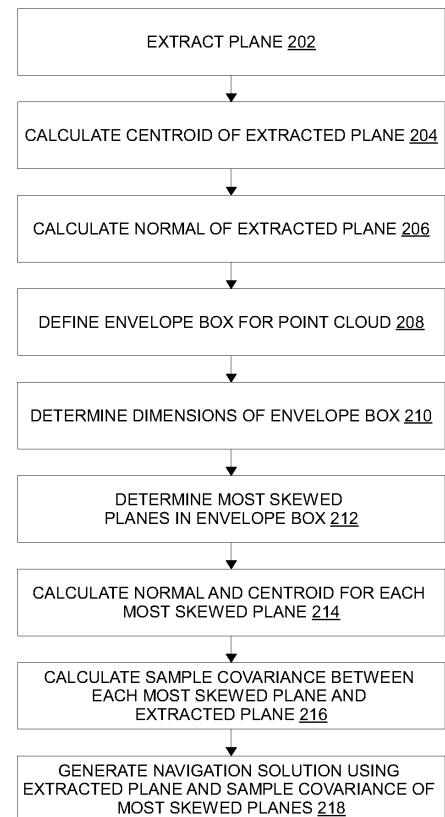 EXTRACT PLANE 202
CALCULATE CENTROID OF EXTRACTED PLANE 204
CALCULATE NORMAL OF EXTRACTED PLANE 206
DEFINE ENVELOPE BOX FOR POINT CLOUD 208
DETERMINE DIMENSIONS OF ENVELOPE BOX 210
DETERMINE MOST SKEWED
PLANES IN ENVELOPE BOX 212
CALCULATE NORMAL AND CENTROID FOR EACH
MOST SKEWED PLANE 214
CALCULATE SAMPLE COVARIANCE BETWEEN
EACH MOST SKEWED PLANE AND
EXTRACTED PLANE 216
GENERATE NAVIGATION SOLUTION USING
EXTRACTED PLANE AND SAMPLE COVARIANCE OF
MOST SKEWED PLANES 218